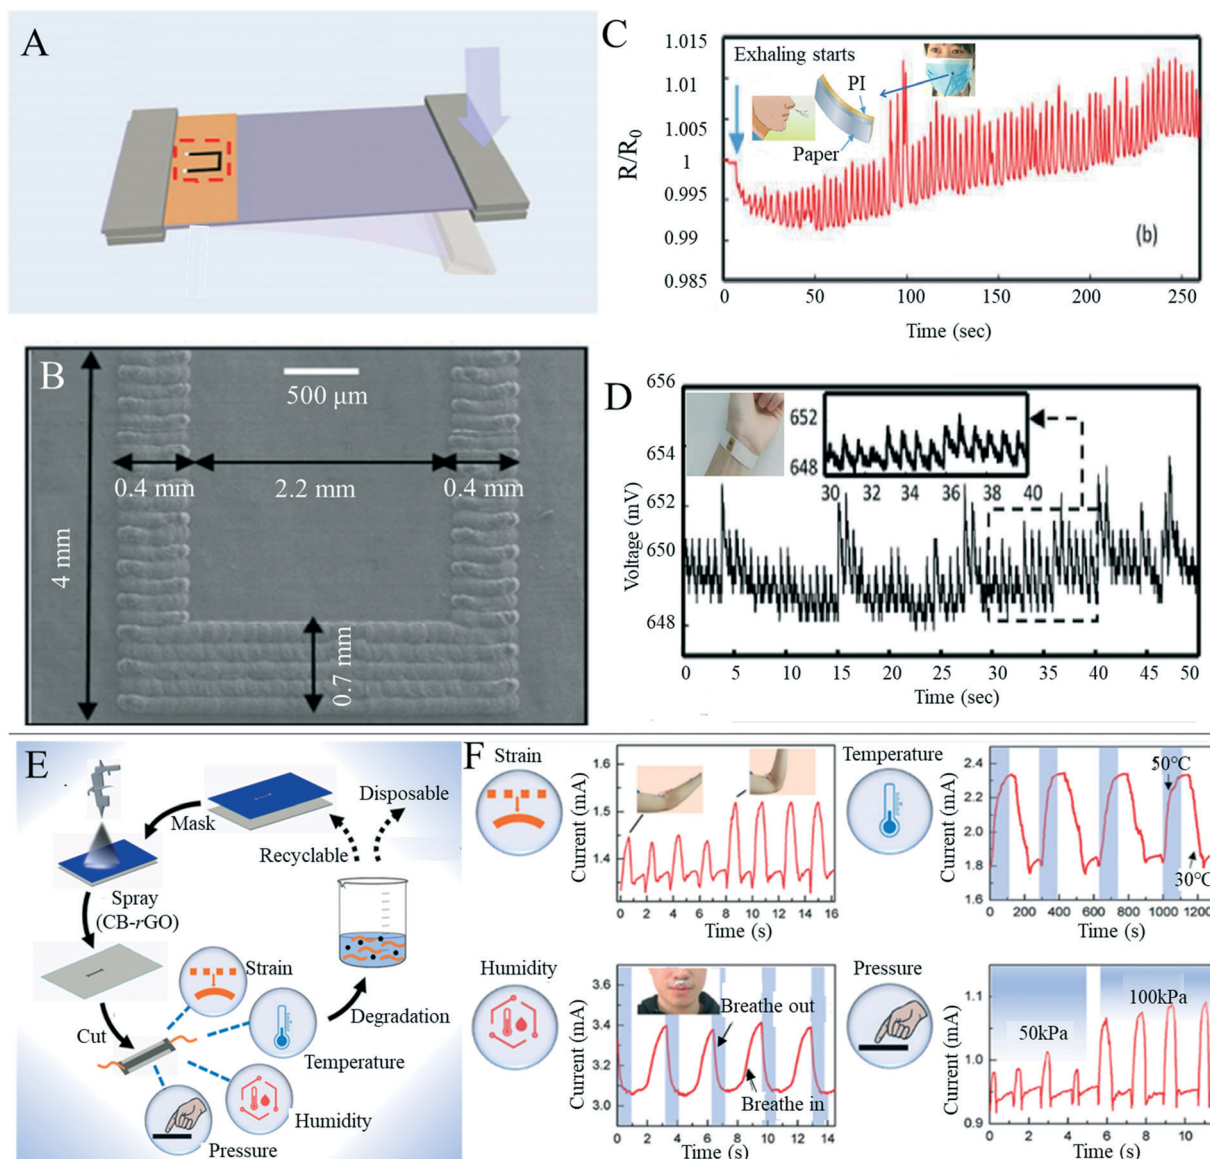 A
B
500 μm
0.4 mm
2.2 mm
0.4 mm
4 mm
0.7 mm
C
1.015
1.01
1.005
1
0.995
0.99
0.985
R/R0
Exhaling starts
PI
Paper
(b)
0
50
100
150
200
250
Time (sec)
D
656
654
652
650
648
Voltage (mV)
652
648
30
32
34
36
38
40
0
5
10
15
20
25
30
35
40
45
50
Time (sec)
E
Mask
Disposable
Recyclable
Spray
(CB-rGO)
Cut
Strain
Temperature
Humidity
Pressure
Degradation
F
Strain
1.6
1.5
1.4
Current (mA)
0 2 4 6 8 10 12 14 16
Time (s)
Temperature
2.4
2.2
2.0
1.8
1.6
Current (mA)
50°C
30°C
0 200 400 600 800 1000 1200
Time (s)
Humidity
3.6
3.4
3.2
3.0
Current (mA)
Breathe out
Breathe in
0 2 4 6 8 10 12 14
Time (s)
Pressure
1.1
1.0
0.9
Current (mA)
50kPa
100kPa
0 2 4 6 8 10
Time (s)